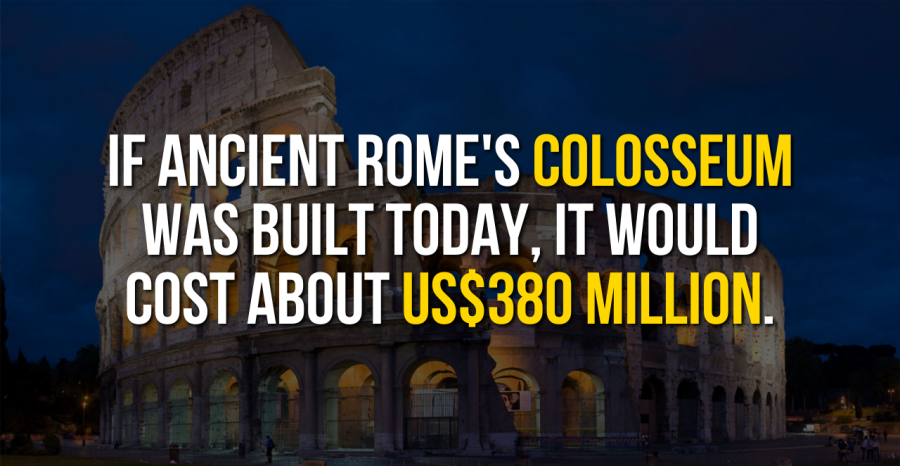 IF ANCIENT ROME'S COLOSSEUM
WAS BUILT TODAY, IT WOULD
COST ABOUT US$380 MILLION.